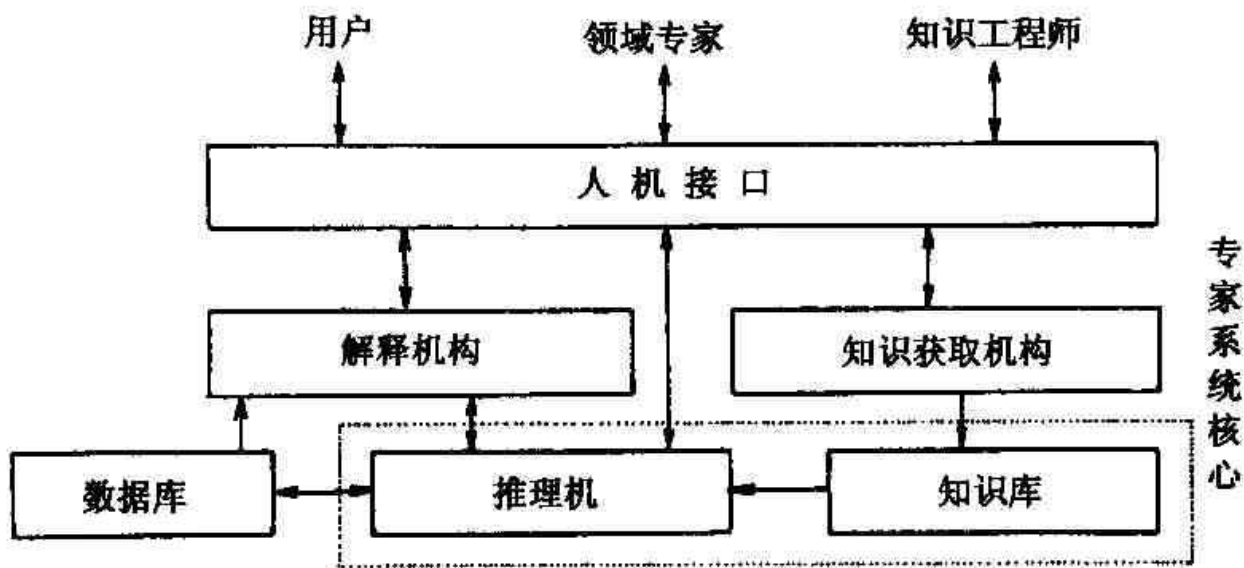 用户
领域专家
知识工程师
人机接口
专家系统核心
解释机构
知识获取机构
数据库
推理机
知识库